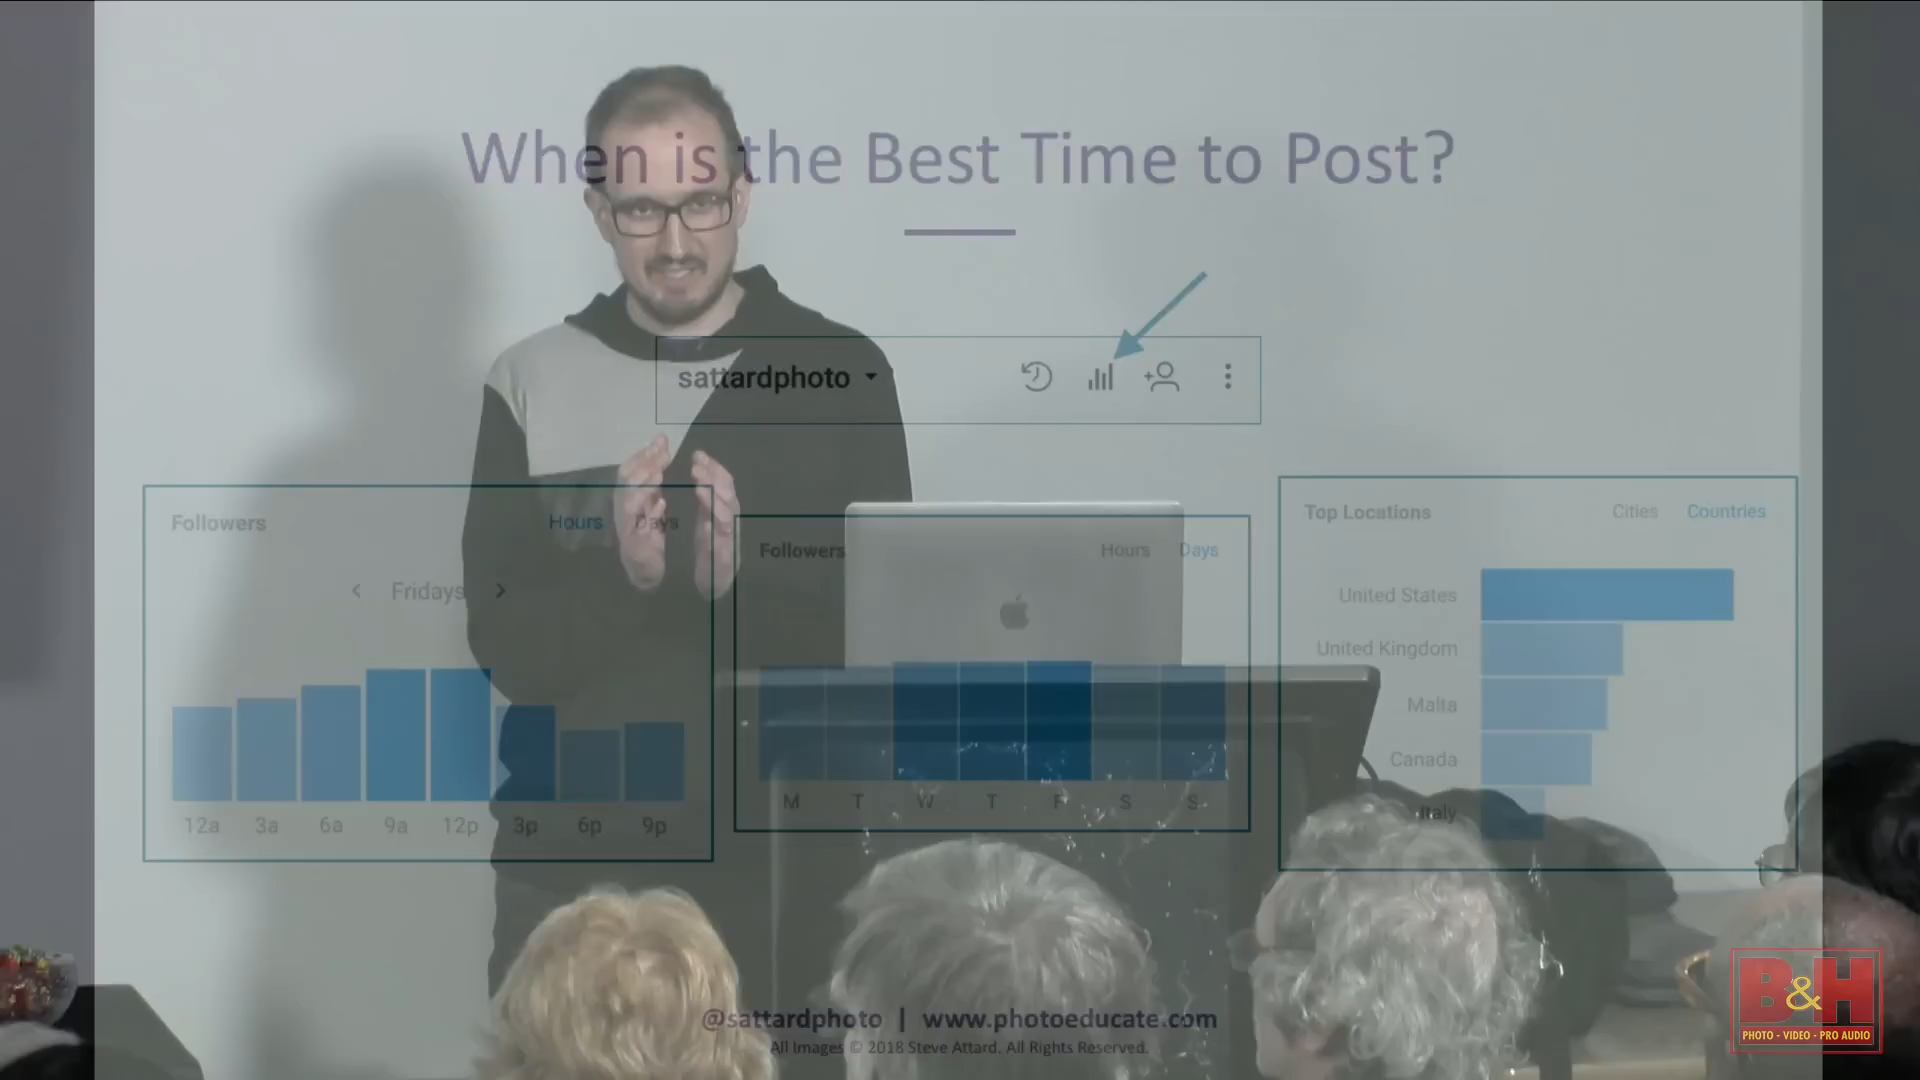 When is the Best Time to Post?
sattardphoto
Followers Hours Days
Fridays
12a 3a 6a 9a 12p 3p 6p 9p
Followers Hours Days
M T W T F S S
Top Locations Cities Countries
United States
United Kingdom
Malta
Canada
Italy
@sattardphoto | www.photoeducate.com
All Images © 2018 Steve Attard. All Rights Reserved.
B&H
PHOTO - VIDEO - PRO AUDIO